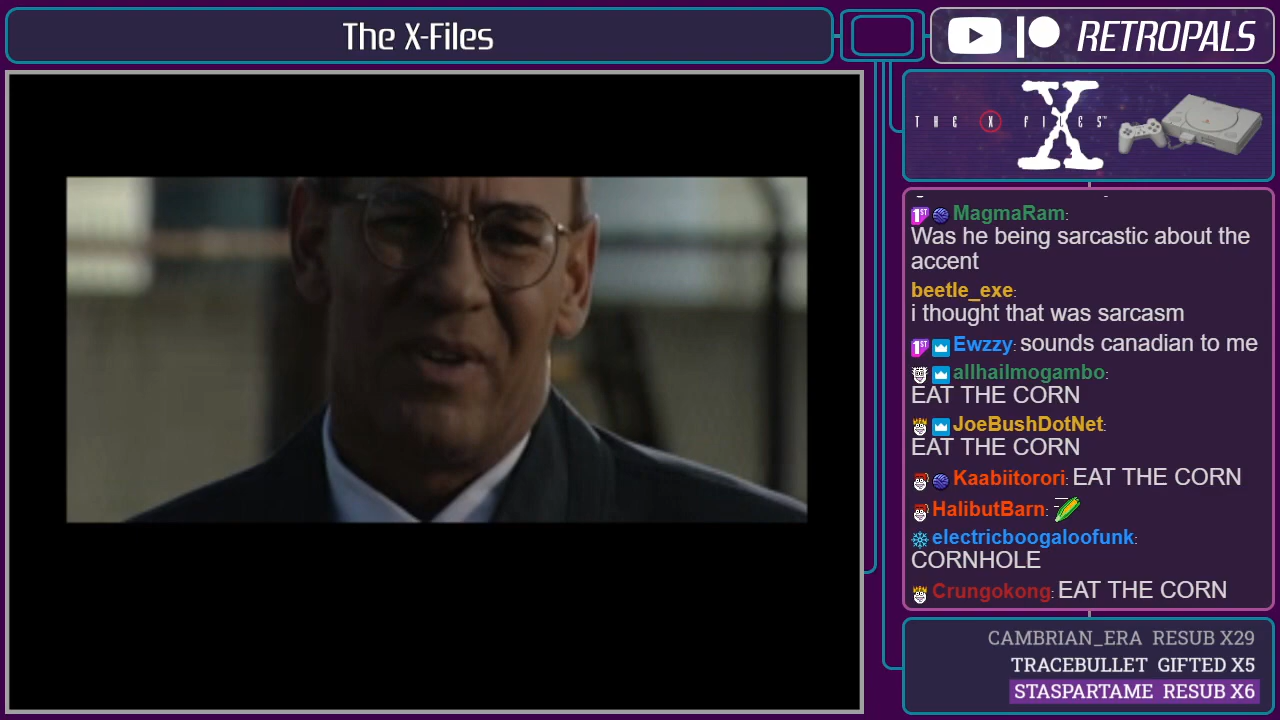 The X-Files
RETROPALS
THE X FILES™
X
MagmaRam:
Was he being sarcastic about the
accent
beetle_exe:
i thought that was sarcasm
Ewzzy: sounds canadian to me
allhailmogambo:
EAT THE CORN
JoeBushDotNet:
EAT THE CORN
Kaabiitorori: EAT THE CORN
HalibutBarn:
electricboogaloofunk:
CORNHOLE
Crungokong: EAT THE CORN
CAMBRIAN_ERA RESUB X29
TRACEBULLET GIFTED X5
STASPARTAME RESUB X6